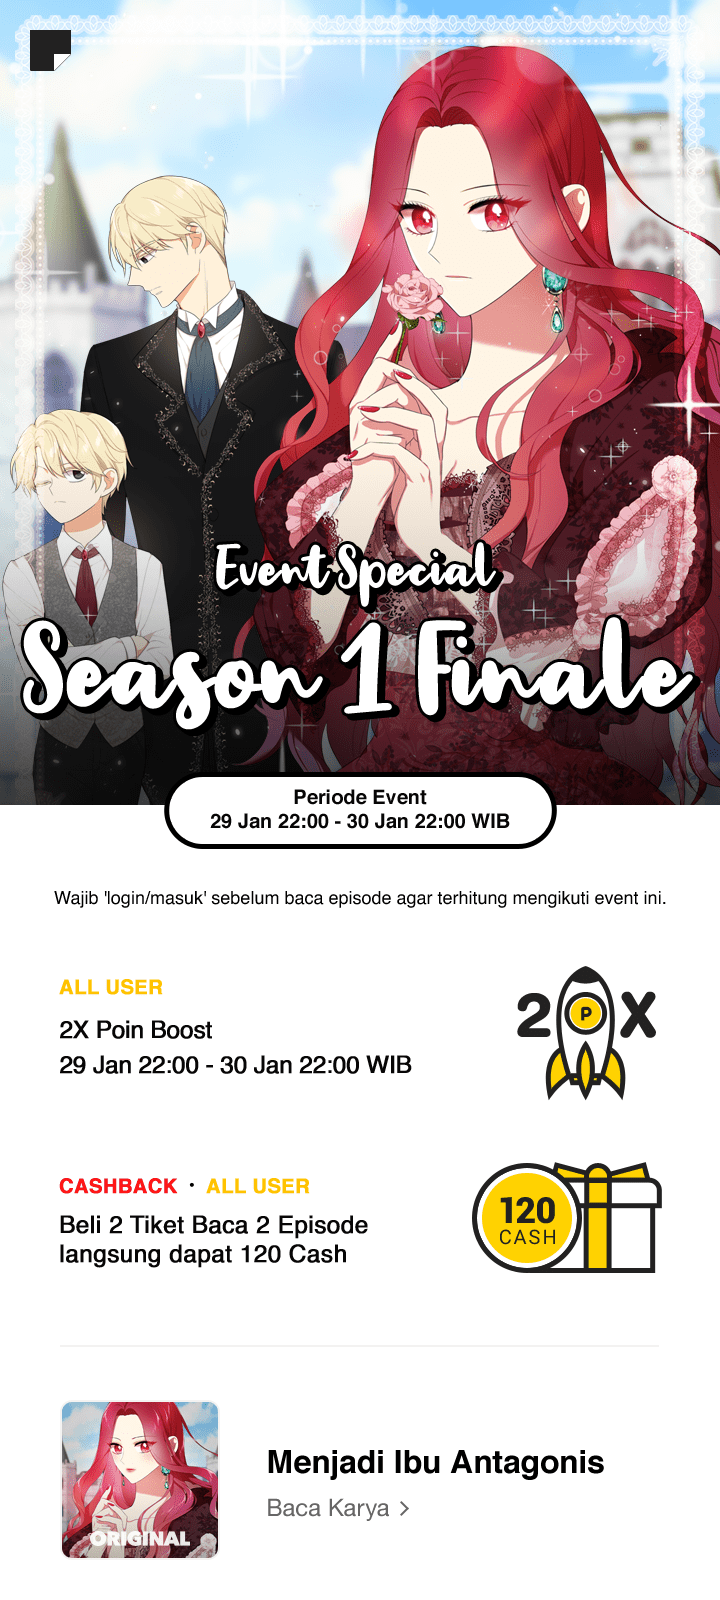 Event Special
Season 1 Finale
Periode Event
29 Jan 22:00 - 30 Jan 22:00 WIB
Wajib 'login/masuk' sebelum baca episode agar terhitung mengikuti event ini.
ALL USER
2X Poin Boost
29 Jan 22:00 - 30 Jan 22:00 WIB
2 P X
CASHBACK · ALL USER
Beli 2 Tiket Baca 2 Episode
langsung dapat 120 Cash
120
CASH
ORIGINAL
Menjadi Ibu Antagonis
Baca Karya >